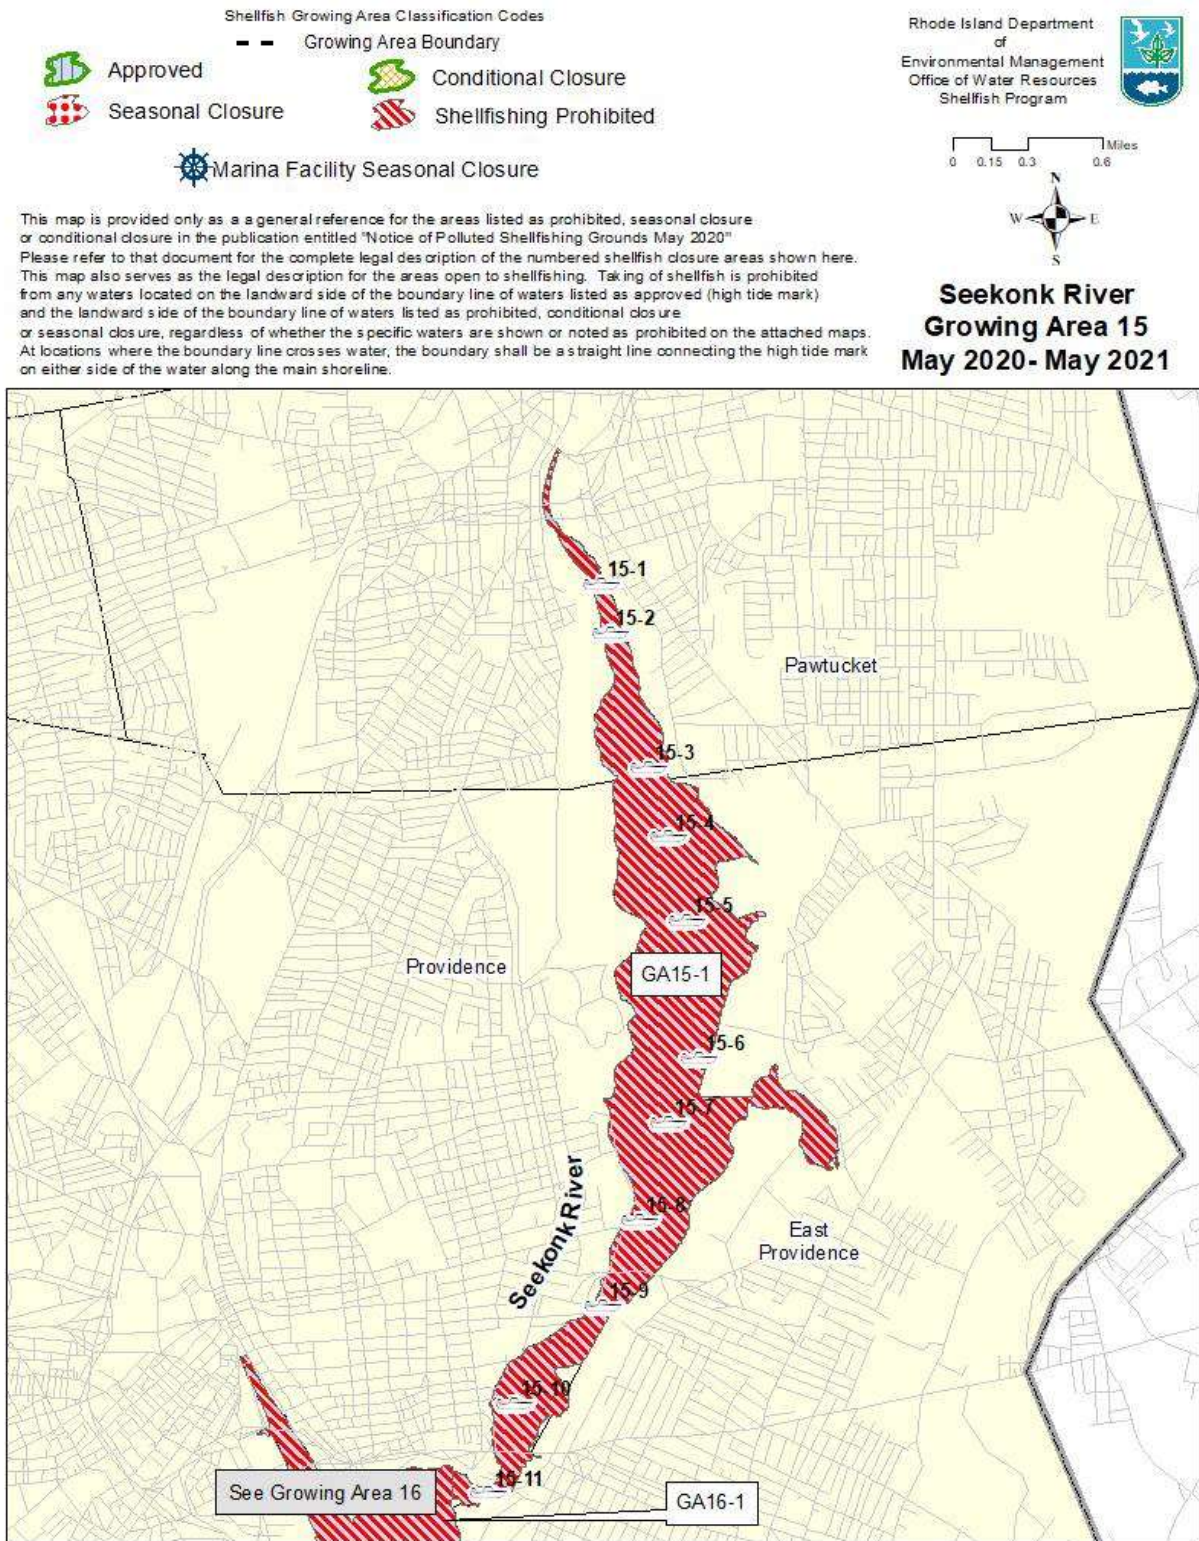 Shellfish Growing Area Classification Codes
Growing Area Boundary
Approved
Conditional Closure
Seasonal Closure
Shellfishing Prohibited
Marina Facility Seasonal Closure
Rhode Island Department
of
Environmental Management
Office of Water Resources
Shellfish Program
Miles
0 0.15 0.3 0.6
N
W E
S
This map is provided only as a a general reference for the areas listed as prohibited, seasonal closure
or conditional closure in the publication entitled "Notice of Polluted Shellfishing Grounds May 2020"
Please refer to that document for the complete legal description of the numbered shellfish closure areas shown here.
This map also serves as the legal description for the areas open to shellfishing. Taking of shellfish is prohibited
from any waters located on the landward side of the boundary line of waters listed as approved (high tide mark)
and the landward side of the boundary line of waters listed as prohibited, conditional closure
or seasonal closure, regardless of whether the specific waters are shown or noted as prohibited on the attached maps.
At locations where the boundary line crosses water, the boundary shall be a straight line connecting the high tide mark
on either side of the water along the main shoreline.
Seekonk River
Growing Area 15
May 2020- May 2021
15-1
15-2
Pawtucket
15-3
15-4
15-5
Providence
GA15-1
15-6
15-7
15-8
East
Providence
Seekonk River
15-9
15-10
15-11
See Growing Area 16
GA16-1